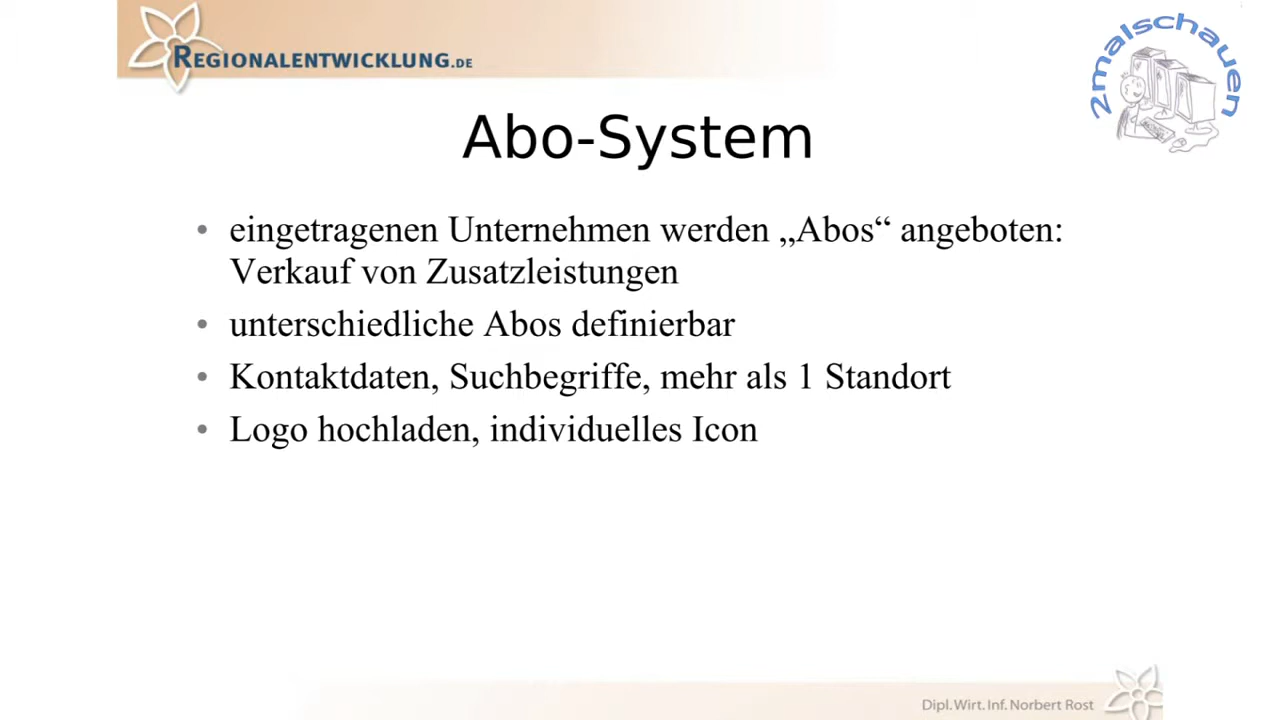 REGIONALENTWICKLUNG.DE
2malschauen
Abo-System
• eingetragenen Unternehmen werden „Abos“ angeboten:
Verkauf von Zusatzleistungen
• unterschiedliche Abos definierbar
• Kontaktdaten, Suchbegriffe, mehr als 1 Standort
• Logo hochladen, individuelles Icon
Dipl. Wirt. Inf. Norbert Rost